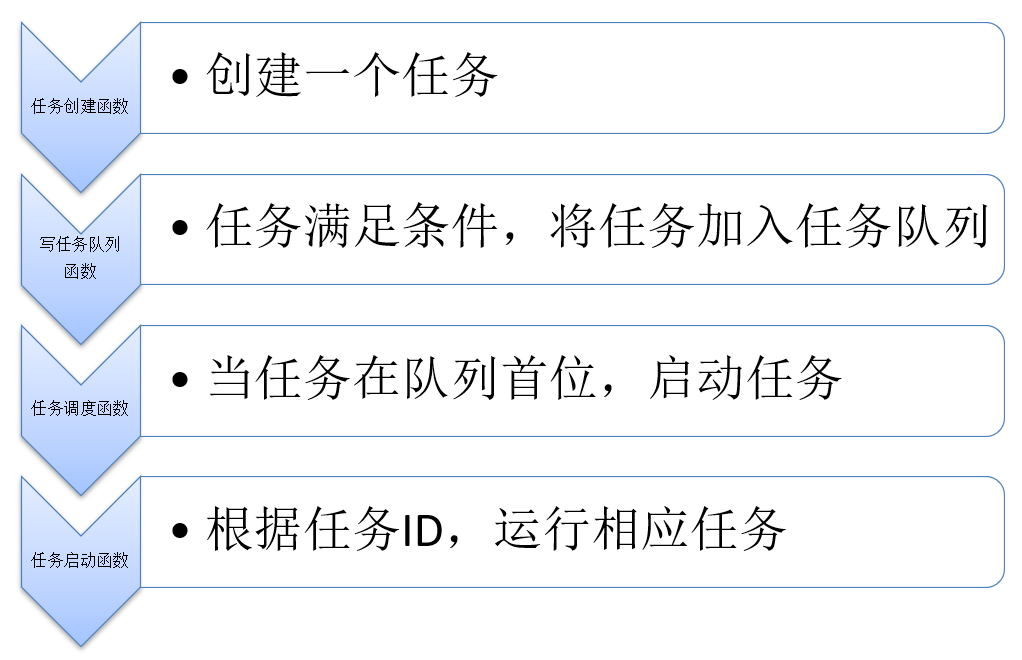 任务创建函数
• 创建一个任务
写任务队列
函数
• 任务满足条件，将任务加入任务队列
任务调度函数
• 当任务在队列首位，启动任务
任务启动函数
• 根据任务ID，运行相应任务